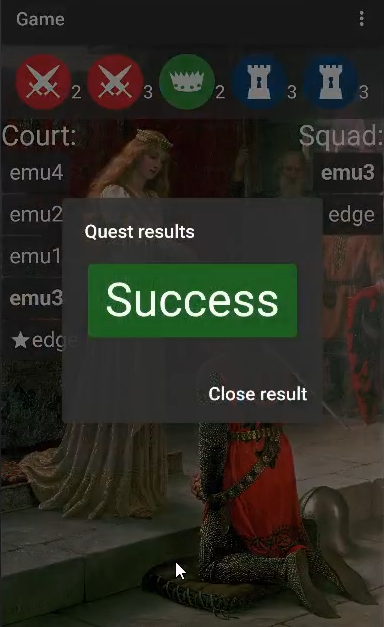 Game
2 3 2 3 3
Court: Squad:
emu4 emu3
emu2 edge
emu1
emu3
★edge
Quest results
Success
Close result